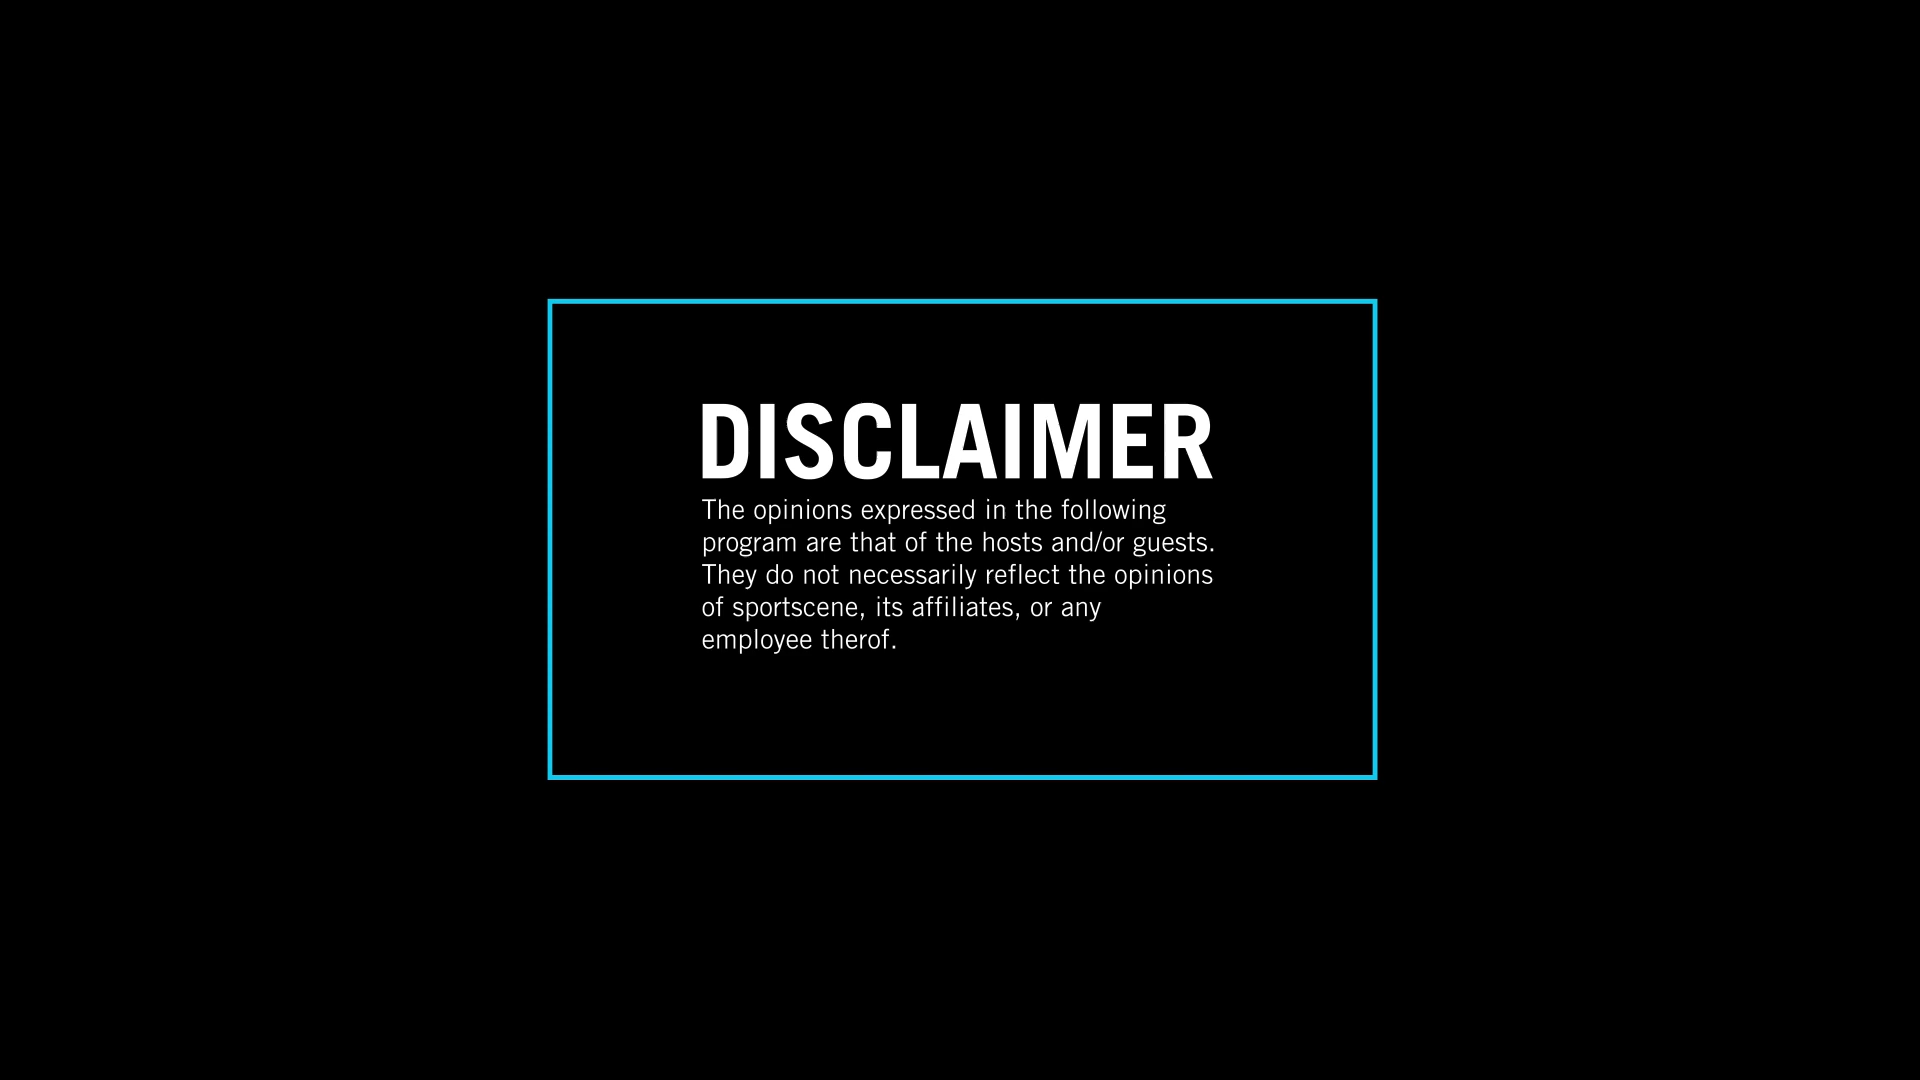 DISCLAIMER
The opinions expressed in the following
program are that of the hosts and/or guests.
They do not necessarily reflect the opinions
of sportscene, its affiliates, or any
employee therof.